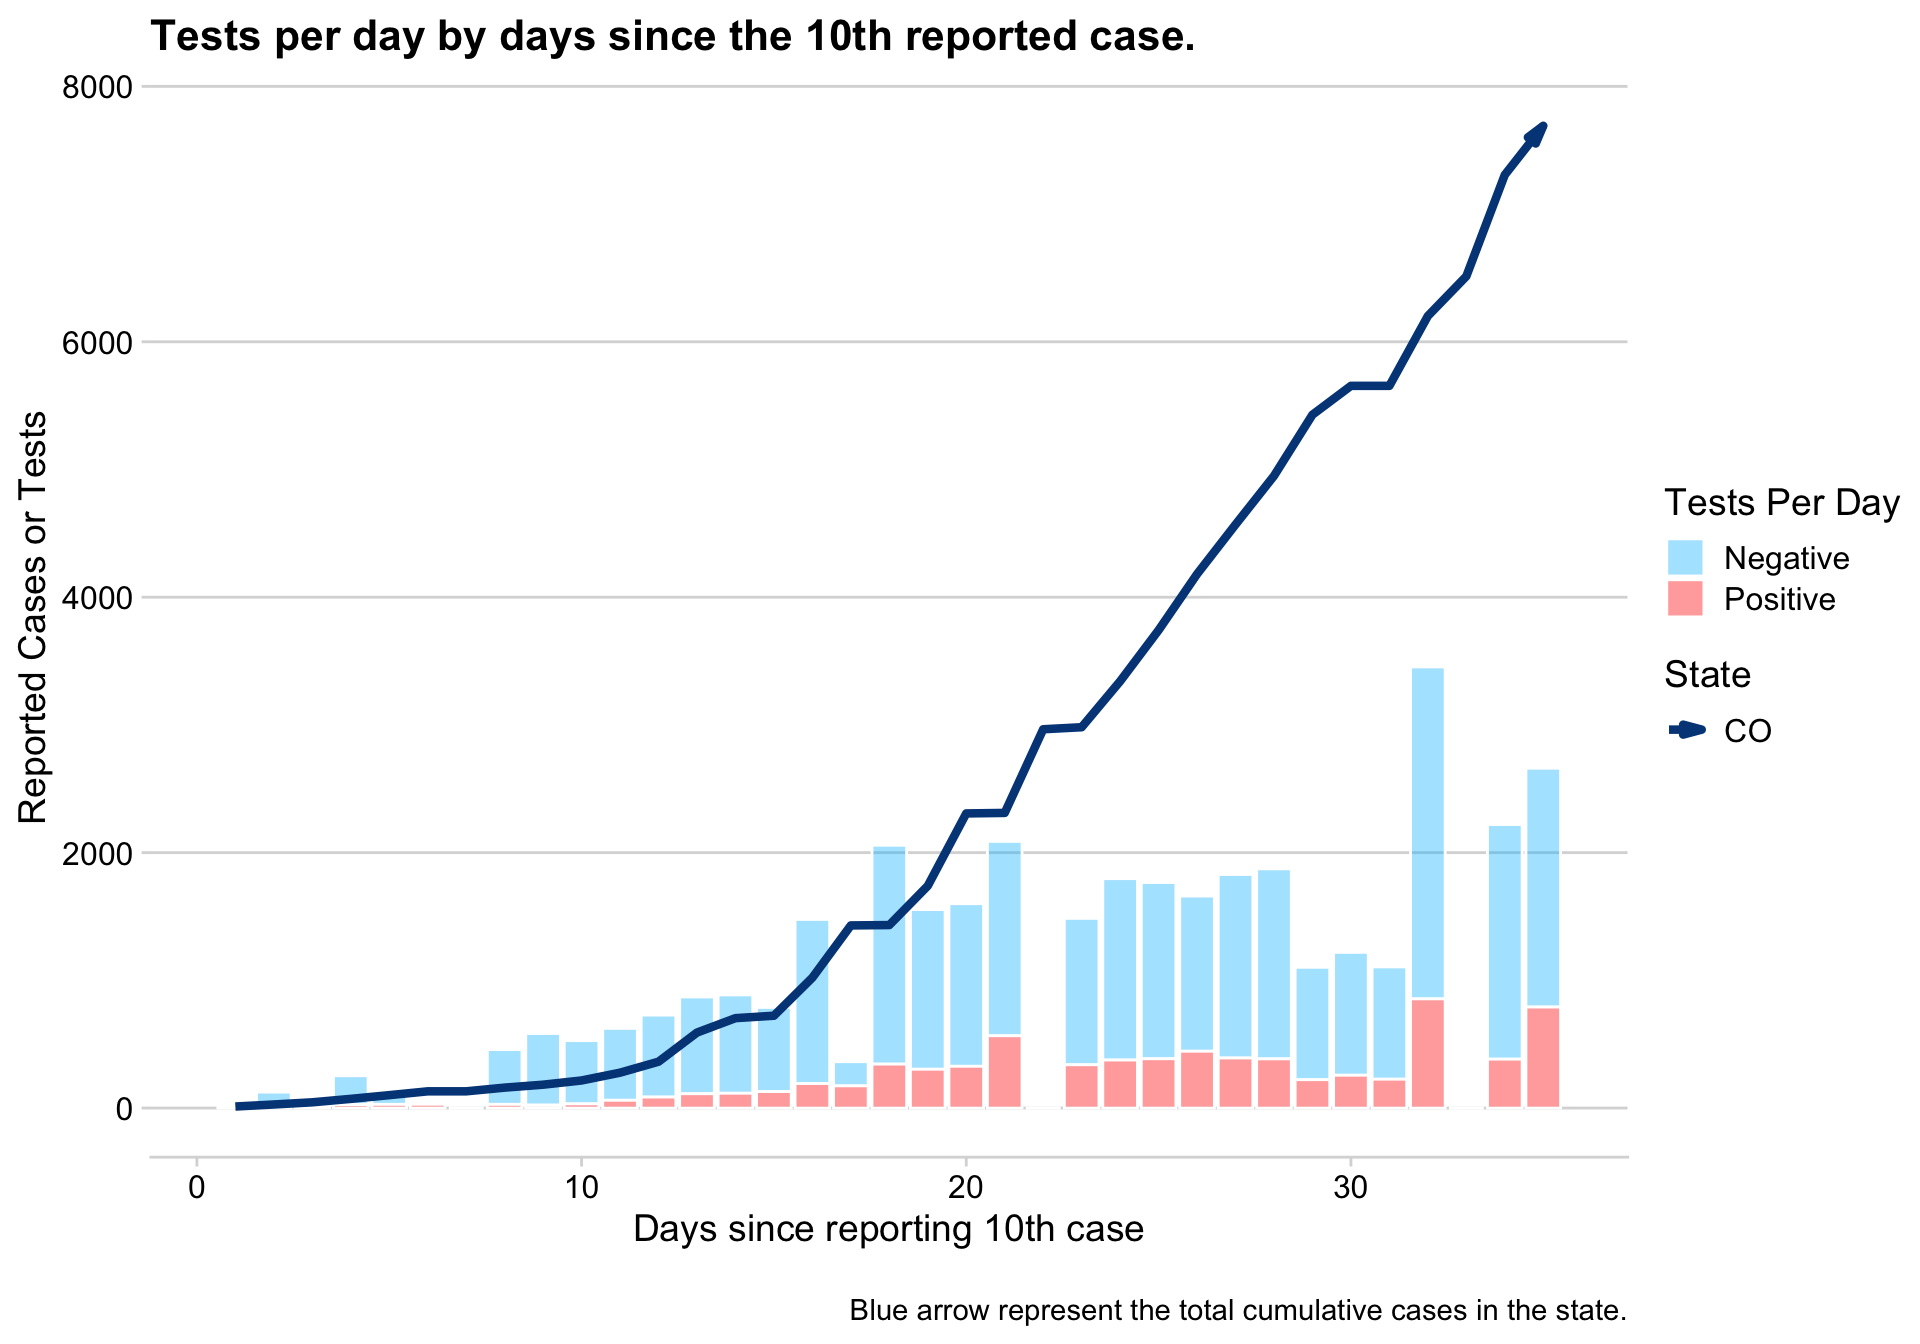 Tests per day by days since the 10th reported case.
8000
6000
4000
2000
0
Reported Cases or Tests
0 10 20 30
Days since reporting 10th case
Tests Per Day
Negative
Positive
State
CO
Blue arrow represent the total cumulative cases in the state.